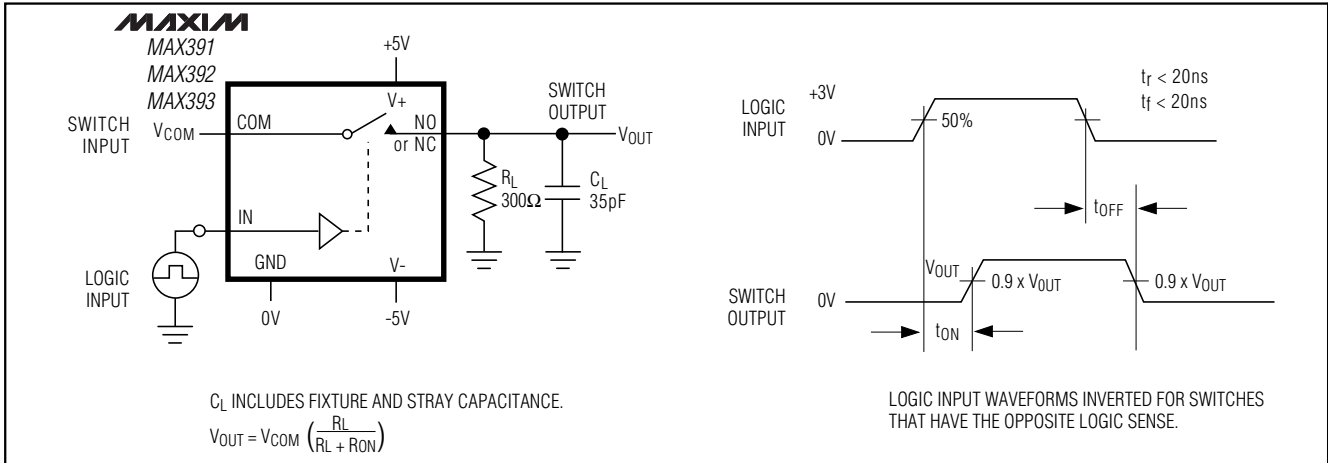 MAXIM
MAX391
MAX392
MAX393
+5V
V+
SWITCH
INPUT
VCOM
COM
NO
or NC
SWITCH
OUTPUT
VOUT
RL
300Ω
CL
35pF
IN
LOGIC
INPUT
GND
V-
0V
-5V
CL INCLUDES FIXTURE AND STRAY CAPACITANCE.
VOUT = VCOM (RL / RL + RON)
tr < 20ns
tf < 20ns
LOGIC
INPUT
+3V
0V
50%
tOFF
VOUT
0.9 x VOUT
0.9 x VOUT
SWITCH
OUTPUT
0V
tON
LOGIC INPUT WAVEFORMS INVERTED FOR SWITCHES
THAT HAVE THE OPPOSITE LOGIC SENSE.